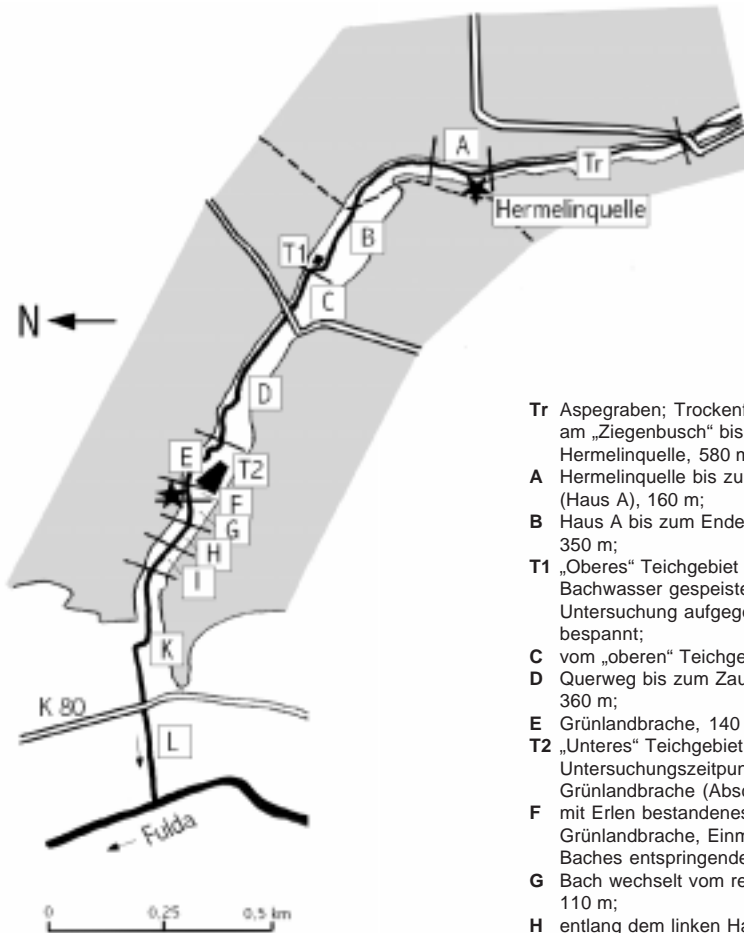 A
Tr
Hermelinquelle
B
T1
C
N
D
E
T2
F
G
H
I
K
K 80
L
Fulda
0 0,25 0,5 km
Tr Aspegraben; Trockenf
am „Ziegenbusch“ bis
Hermelinquelle, 580 m
A Hermelinquelle bis zu
(Haus A), 160 m;
B Haus A bis zum Ende
350 m;
T1 „Oberes“ Teichgebiet
Bachwasser gespeiste
Untersuchung aufgege
bespannt;
C vom „oberen“ Teichge
D Querweg bis zum Zau
360 m;
E Grünlandbrache, 140
T2 „Unteres“ Teichgebiet
Untersuchungszeitpun
Grünlandbrache (Absc
F mit Erlen bestandenes
Grünlandbrache, Einm
Baches entspringende
G Bach wechselt vom re
110 m;
H entlang dem linken Ha